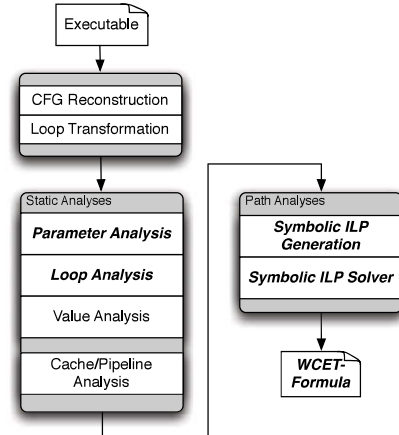 Executable
CFG Reconstruction
Loop Transformation
Static Analyses
Parameter Analysis
Loop Analysis
Value Analysis
Cache/Pipeline
Analysis
Path Analyses
Symbolic ILP
Generation
Symbolic ILP Solver
WCET-
Formula